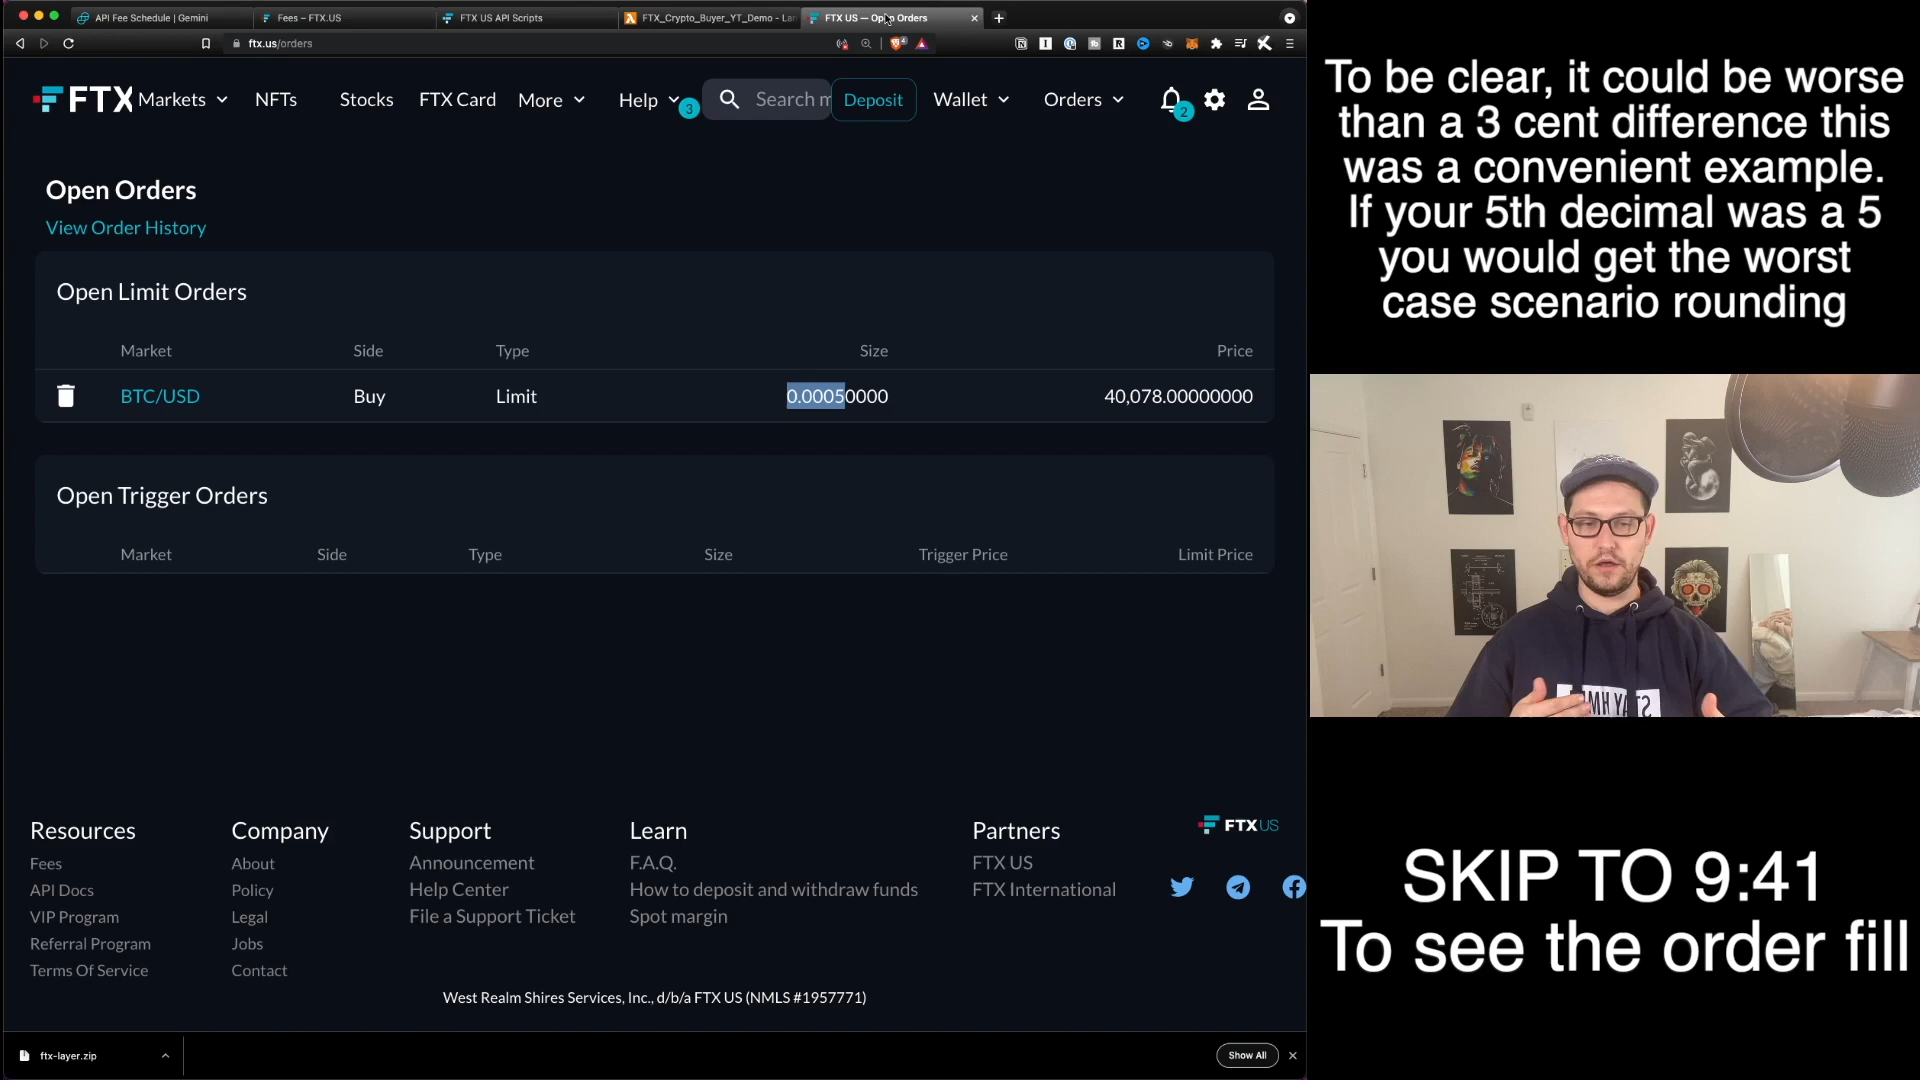 API Fee Schedule | Gemini
Fees – FTX.US
FTX US API Scripts
FTX_Crypto_Buyer_YT_Demo - Lam
FTX US — Open Orders
ftx.us/orders
FTX
Markets
NFTs
Stocks
FTX Card
More
Help
3
Search m
Deposit
Wallet
Orders
2
Open Orders
View Order History
Open Limit Orders
Market Side Type Size Price
BTC/USD Buy Limit 0.00050000 40,078.00000000
Open Trigger Orders
Market Side Type Size Trigger Price Limit Price
Resources
Fees
API Docs
VIP Program
Referral Program
Terms Of Service
Company
About
Policy
Legal
Jobs
Contact
Support
Announcement
Help Center
File a Support Ticket
Learn
F.A.Q.
How to deposit and withdraw funds
Spot margin
Partners
FTX US
FTX International
FTX US
West Realm Shires Services, Inc., d/b/a FTX US (NMLS #1957771)
ftx-layer.zip
Show All
To be clear, it could be worse
than a 3 cent difference this
was a convenient example.
If your 5th decimal was a 5
you would get the worst
case scenario rounding
SKIP TO 9:41
To see the order fill